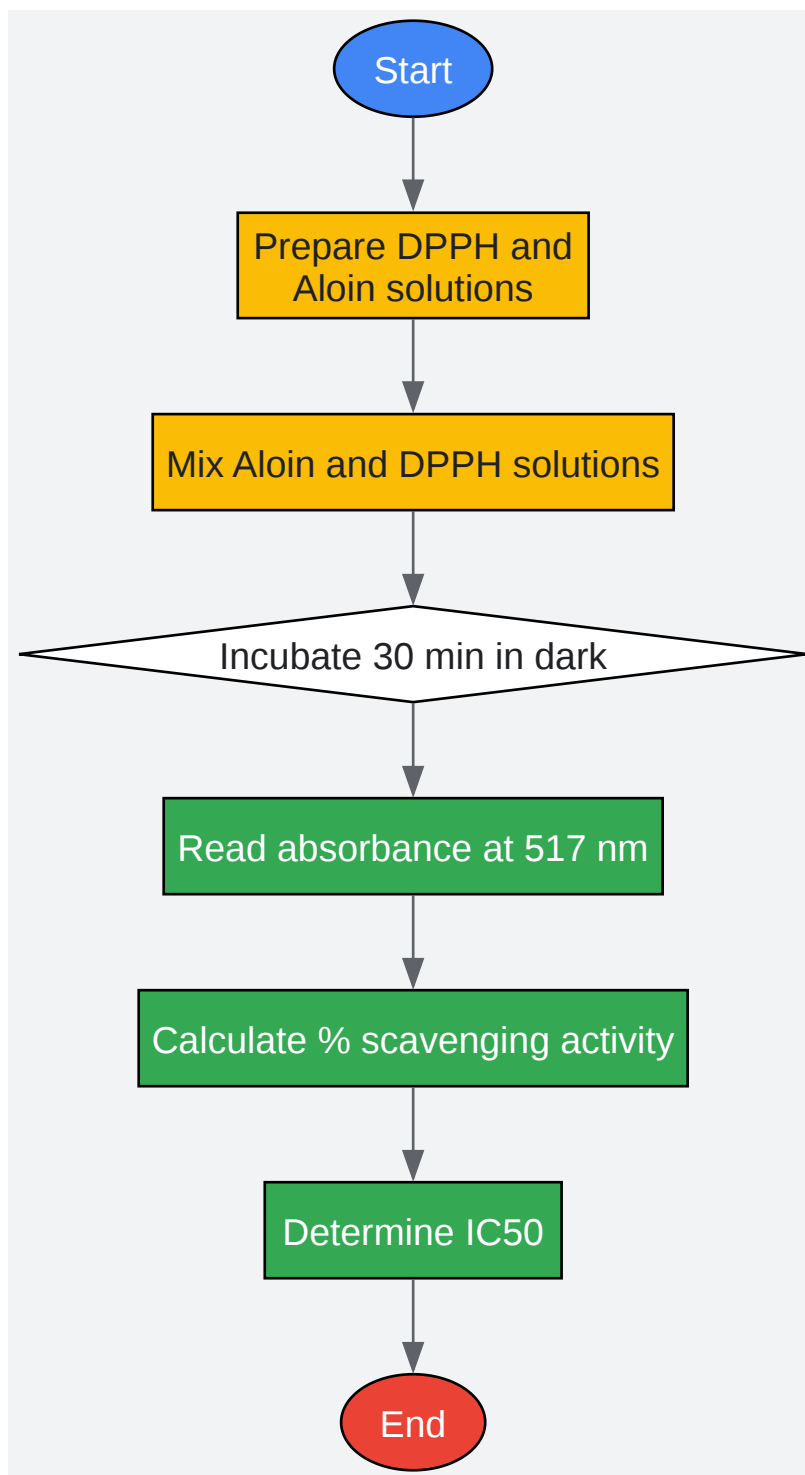 Start
Prepare DPPH and
Aloin solutions
Mix Aloin and DPPH solutions
Incubate 30 min in dark
Read absorbance at 517 nm
Calculate % scavenging activity
Determine IC50
End